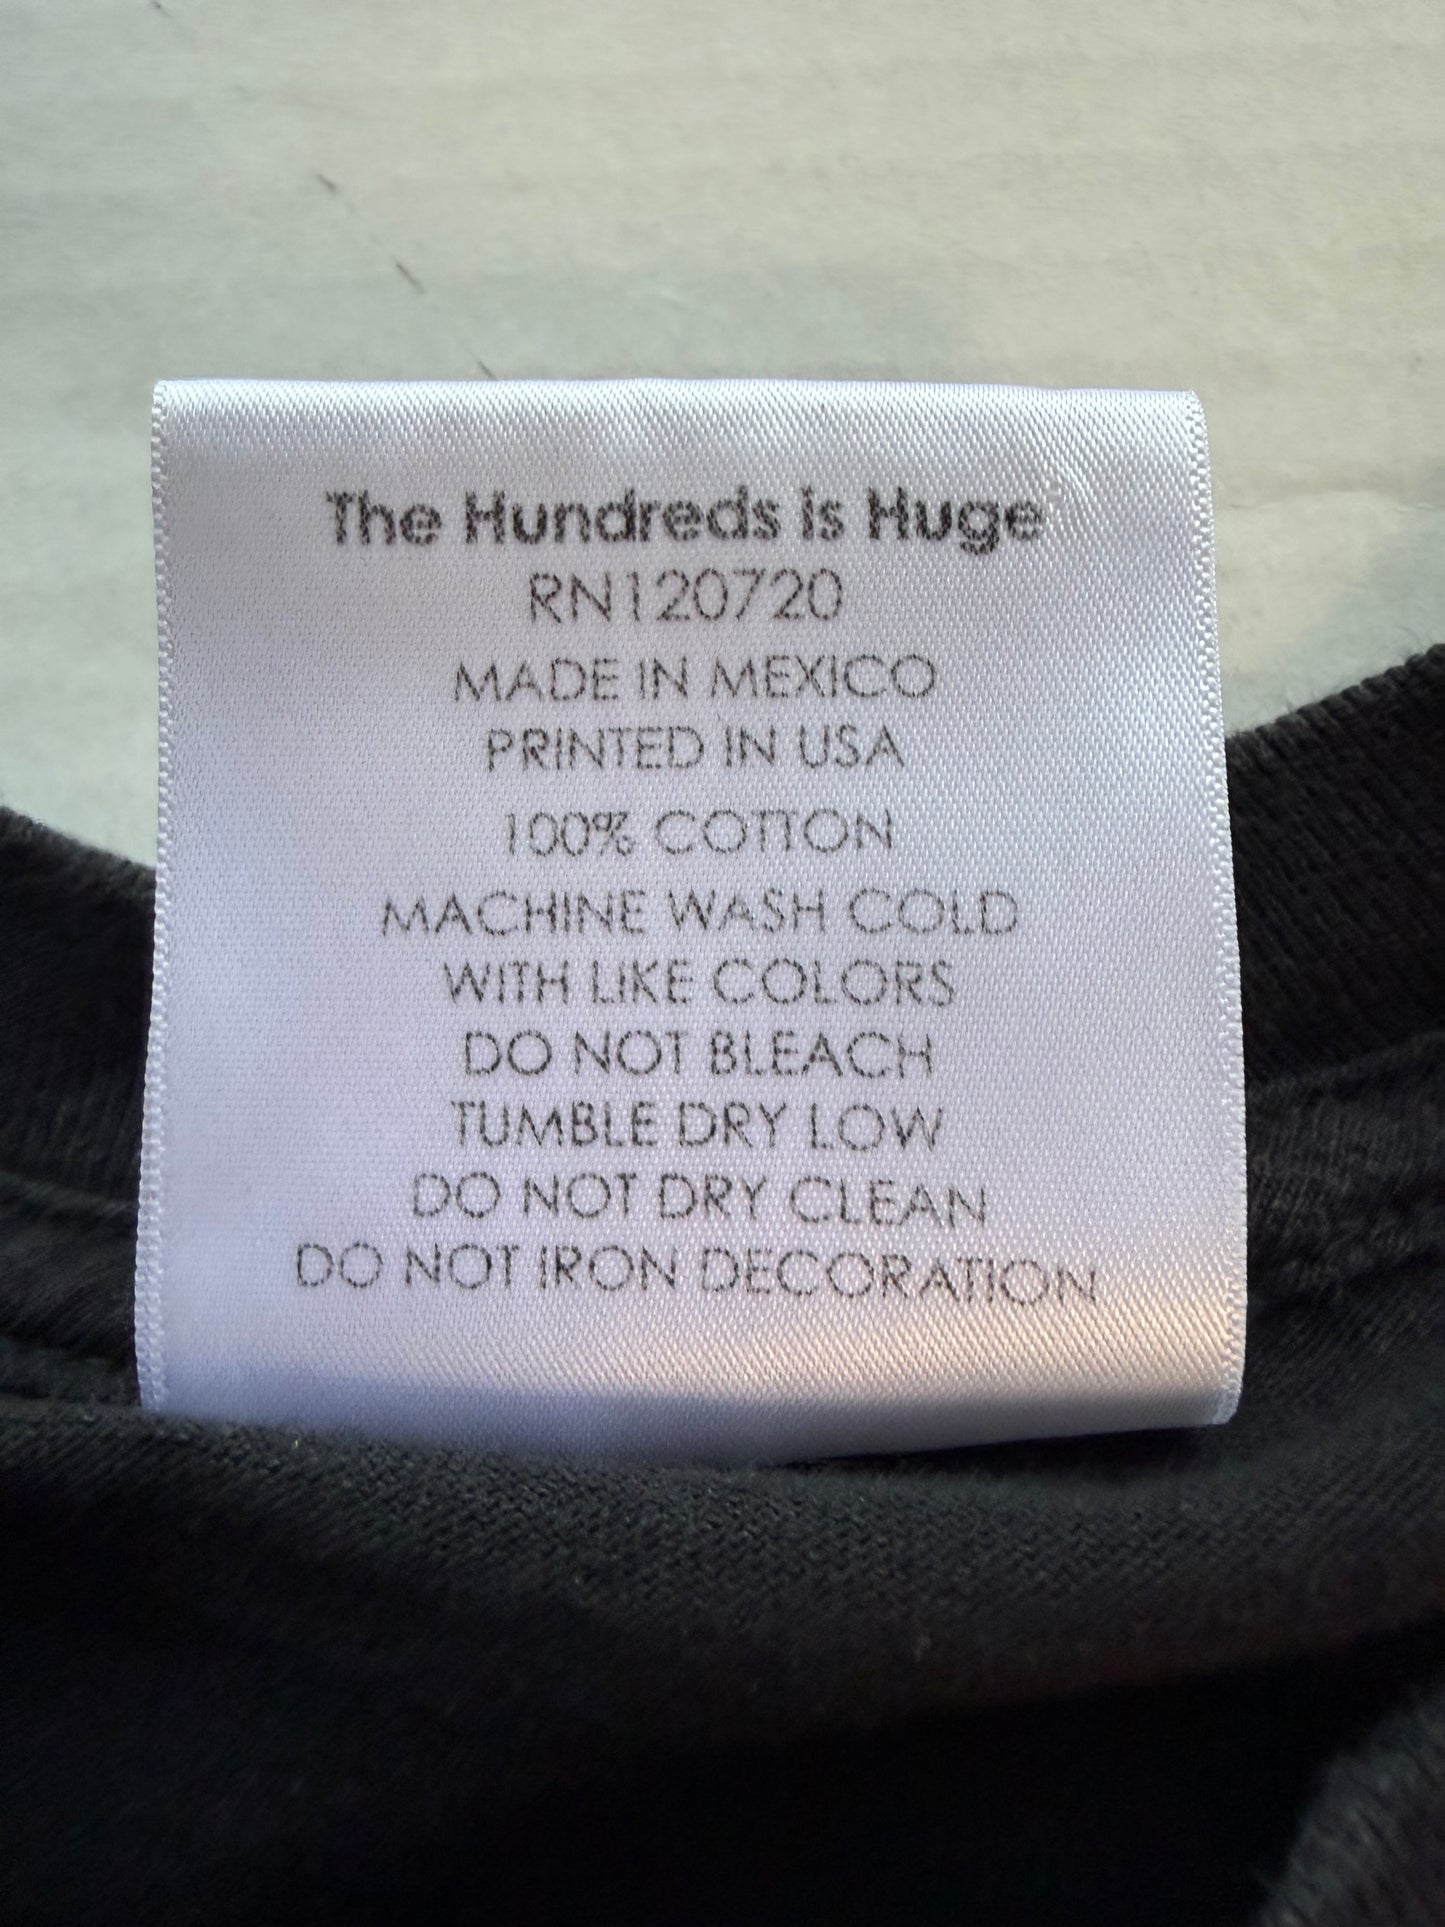 The Hundreds is Huge
RN120720
MADE IN MEXICO
PRINTED IN USA
100% COTTON
MACHINE WASH COLD
WITH LIKE COLORS
DO NOT BLEACH
TUMBLE DRY LOW
DO NOT DRY CLEAN
DO NOT IRON DECORATION